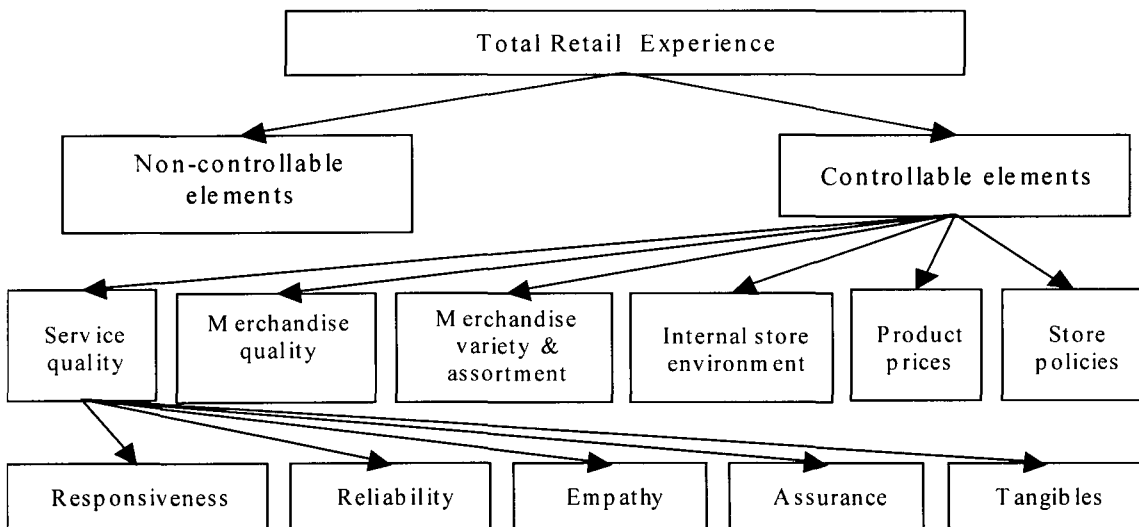 Total Retail Experience
Non-controllable
elements
Controllable elements
Service
quality
Merchandise
quality
Merchandise
variety &
assortment
Internal store
environment
Product
prices
Store
policies
Responsiveness
Reliability
Empathy
Assurance
Tangibles